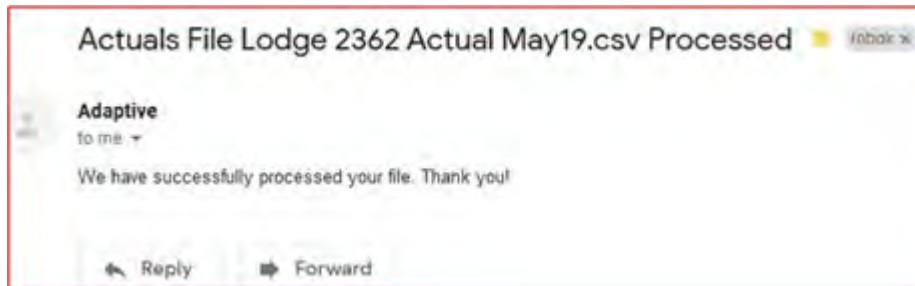 Actuals File Lodge 2362 Actual May19.csv Processed Inbox x
Adaptive
to me
We have successfully processed your file. Thank you!
Reply Forward